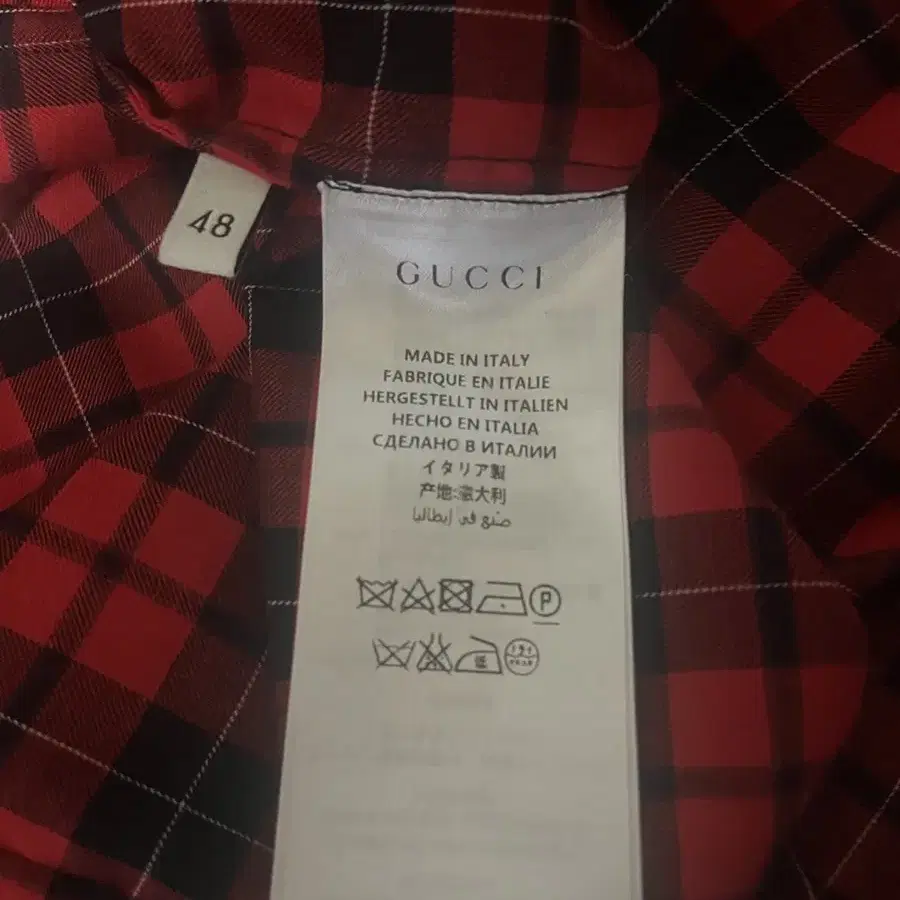 48
GUCCI
MADE IN ITALY
FABRIQUE EN ITALIE
HERGESTELLT IN ITALIEN
HECHO EN ITALIA
СДЕЛАНО В ИТАЛИИ
イタリア製
产地:意大利
صنع في إيطاليا
P
低